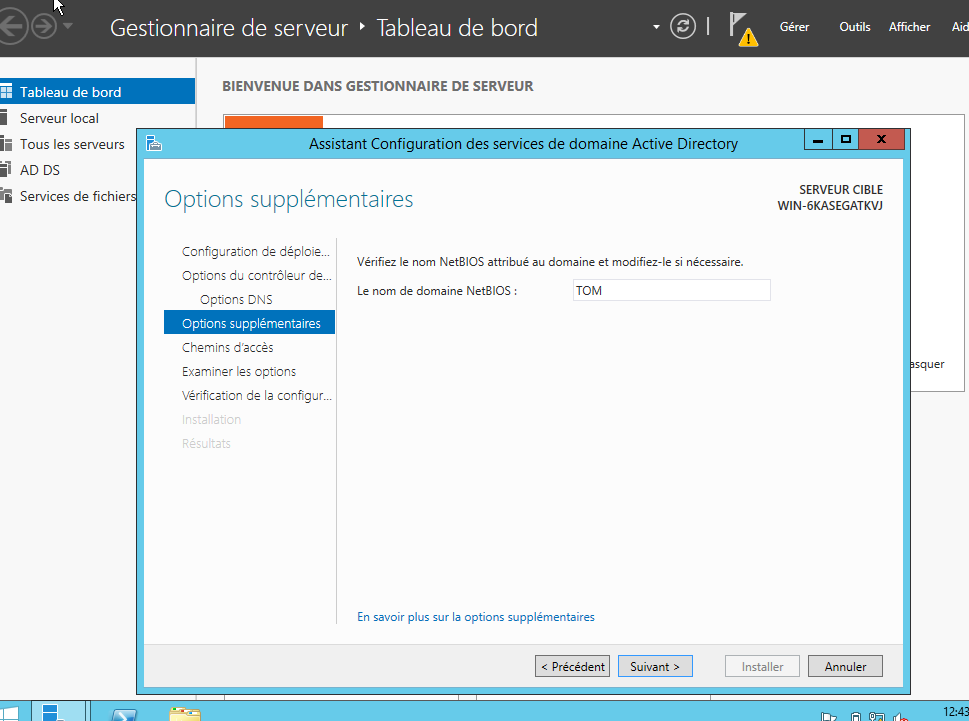 Gestionnaire de serveur ‣ Tableau de bord
Gérer Outils Afficher Aid
Tableau de bord
Serveur local
Tous les serveurs
AD DS
Services de fichiers
BIENVENUE DANS GESTIONNAIRE DE SERVEUR
Assistant Configuration des services de domaine Active Directory
Options supplémentaires
SERVEUR CIBLE
WIN-6KASEGATKVJ
Configuration de déploie...
Options du contrôleur de...
Options DNS
Options supplémentaires
Chemins d'accès
Examiner les options
Vérification de la configur...
Installation
Résultats
Vérifiez le nom NetBIOS attribué au domaine et modifiez-le si nécessaire.
Le nom de domaine NetBIOS : TOM
asquer
En savoir plus sur la options supplémentaires
< Précédent Suivant > Installer Annuler
12:43